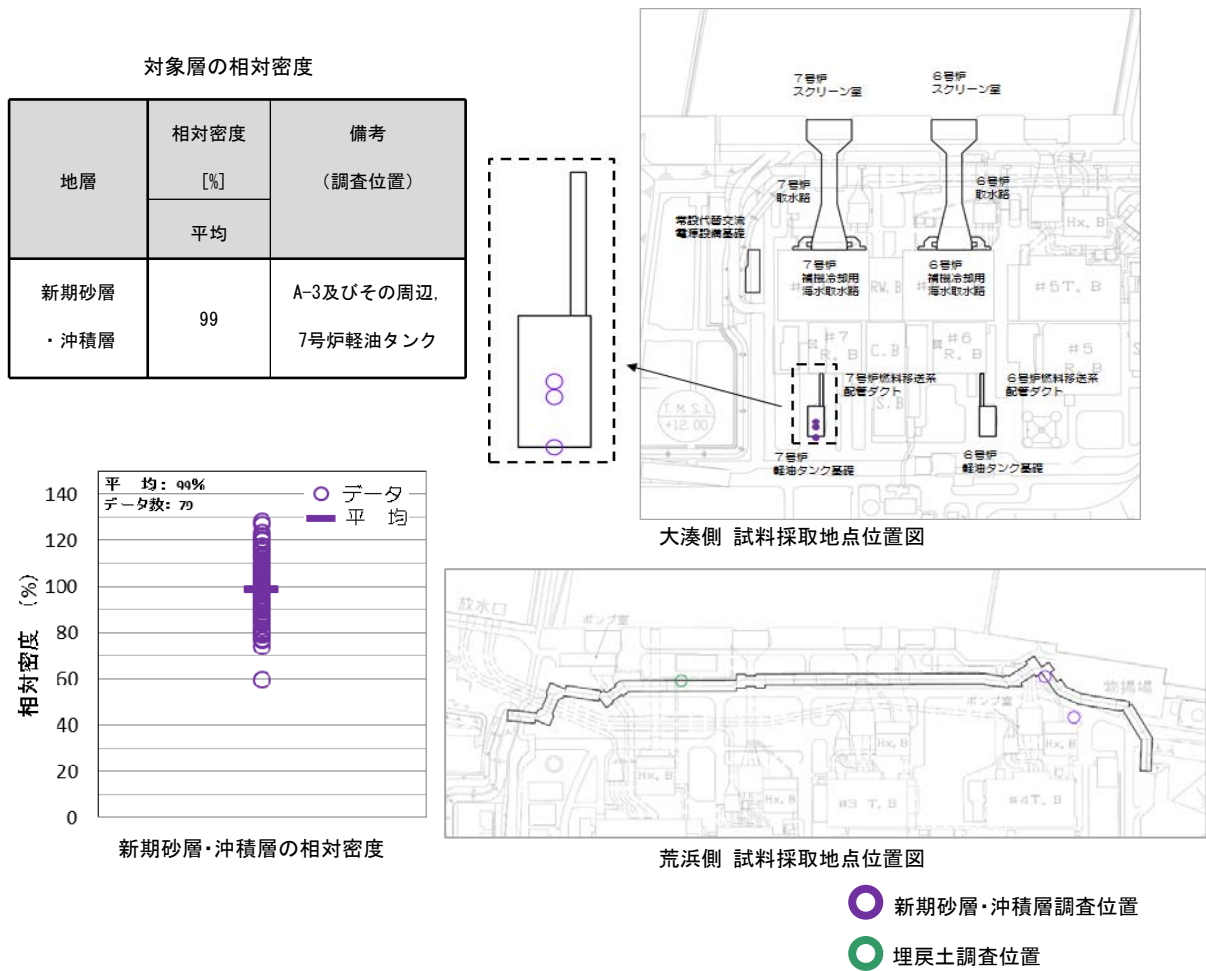 対象層の相対密度
地層
相対密度
[%]
平均
備考
(調査位置)
新期砂層
・沖積層
99
A-3及びその周辺,
7号炉軽油タンク
7号炉
スクリーン室
6号炉
スクリーン室
7号炉
取水路
6号炉
取水路
Hx.B
常設代替交流
電源設備基礎
7号炉
補機冷却用
海水取水路
6号炉
補機冷却用
海水取水路
RW.B
#5T.B
#7
R.B
C.B
#6
R.B
#5
7号炉燃料移送系
配管ダクト
6号炉燃料移送系
配管ダクト
S.B
T.M.S.L
+12.00
7号炉
軽油タンク基礎
6号炉
軽油タンク基礎
大湊側 試料採取地点位置図
平 均: 99%
データ数: 79
データ
平 均
相対密度 (%)
140
120
100
80
60
40
20
0
新期砂層・沖積層の相対密度
放水口
ポンプ室
物揚場
ポンプ室
Hx.B
Hx.B
Hx.B
Hx.B
#3 T.B
#4T.B
荒浜側 試料採取地点位置図
新期砂層・沖積層調査位置
埋戻土調査位置